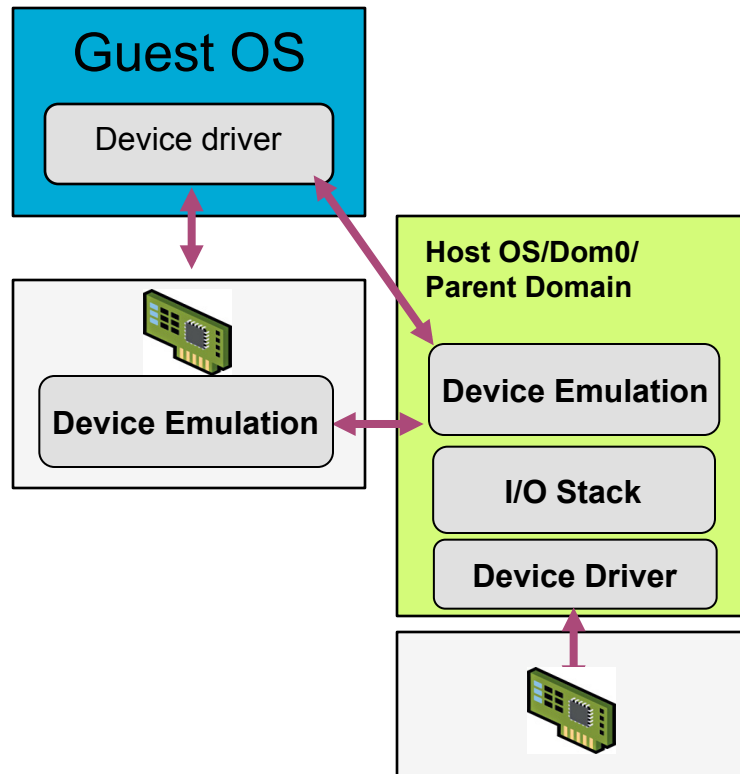 Guest OS
Device driver
Host OS/Dom0/
Parent Domain
Device Emulation
Device Emulation
I/O Stack
Device Driver